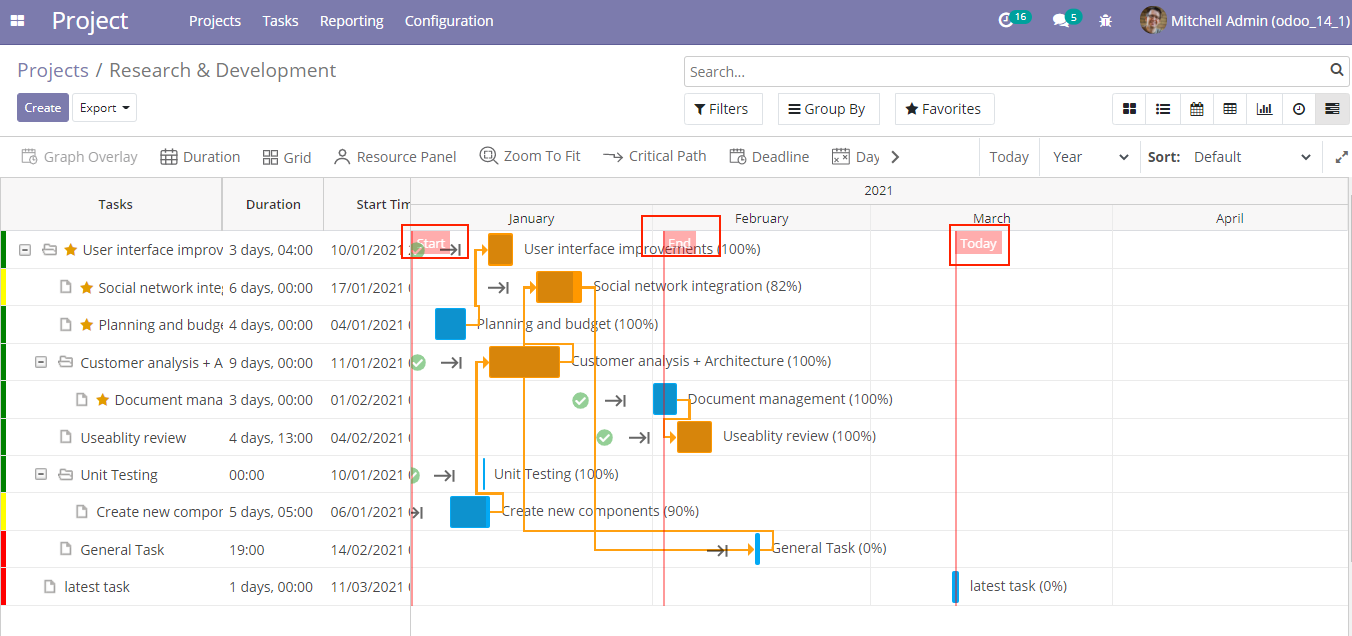 Project Projects Tasks Reporting Configuration 16 5 Mitchell Admin (odoo_14_1)
Projects / Research & Development
Search...
Create Export Filters Group By Favorites
Graph Overlay Duration Grid Resource Panel Zoom To Fit Critical Path Deadline Day Today Year Sort: Default
2021
Tasks Duration Start Tim
January February March April
User interface improv 3 days, 04:00 10/01/2021 Start User interface improvements (100%) End Today
Social network inte 6 days, 00:00 17/01/2021 Social network integration (82%)
Planning and budge 4 days, 00:00 04/01/2021 Planning and budget (100%)
Customer analysis + A 9 days, 00:00 11/01/2021 Customer analysis + Architecture (100%)
Document mana 3 days, 00:00 01/02/2021 Document management (100%)
Useablity review 4 days, 13:00 04/02/2021 Useablity review (100%)
Unit Testing 00:00 10/01/2021 Unit Testing (100%)
Create new compor 5 days, 05:00 06/01/2021 Create new components (90%)
General Task 19:00 14/02/2021 General Task (0%)
latest task 1 days, 00:00 11/03/2021 latest task (0%)